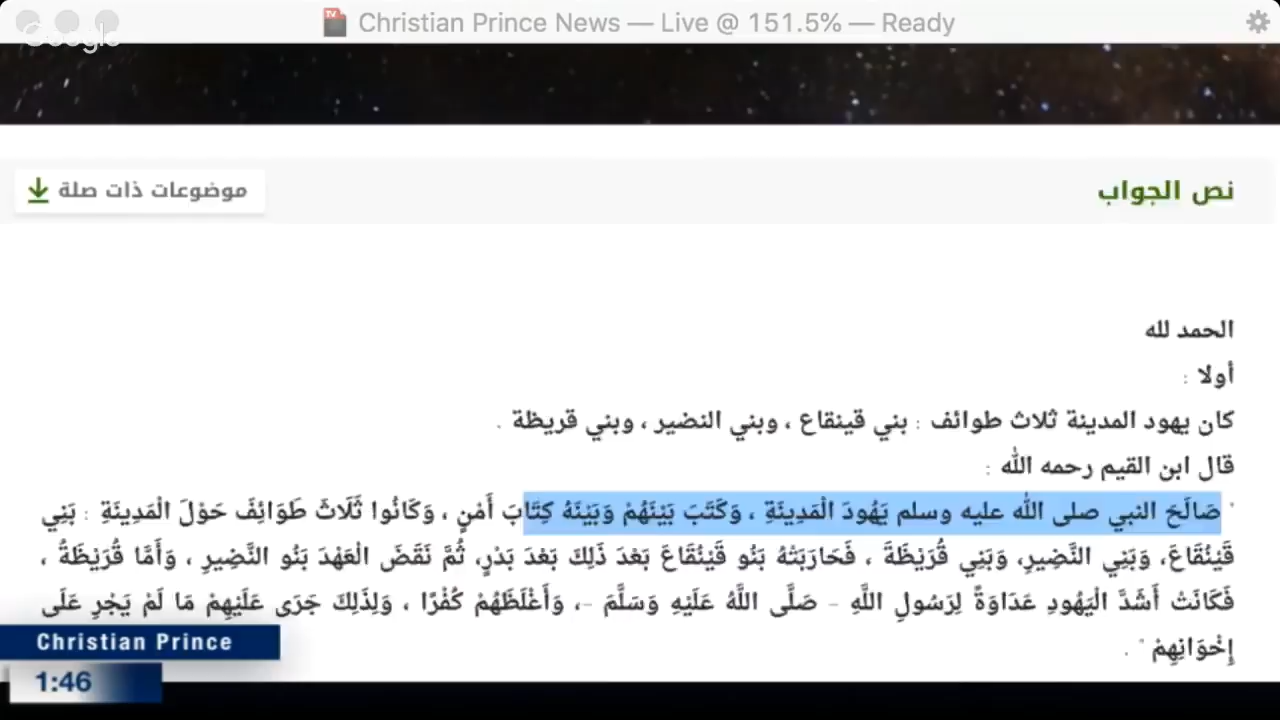 Christian Prince News — Live @ 151.5% — Ready
Google
نص الجواب
موضوعات ذات صلة
الحمد لله
أولا :
كان يهود المدينة ثلاث طوائف : بني قينقاع ، وبني النضير ، وبني قريظة .
قال ابن القيم رحمه الله :
" صَالَحَ النبي صلى الله عليه وسلم يَهُودَ الْمَدِينَةِ ، وَكَتَبَ بَيْنَهُمْ وَبَيْنَهُ كِتَابَ أَمْنٍ ، وَكَانُوا ثَلَاثَ طَوَائِفَ حَوْلَ الْمَدِينَةِ : بَنِي
قَيْنُقَاعَ، وَبَنِي النَّضِيرِ، وَبَنِي قُرَيْظَةَ ، فَحَارَبَتْهُ بَنُو قَيْنُقَاعَ بَعْدَ ذَلِكَ بَعْدَ بَدْرٍ، ثُمَّ نَقَضَ الْعَهْدَ بَنُو النَّضِيرِ ، وَأَمَّا قُرَيْظَةُ ،
فَكَانَتْ أَشَدَّ الْيَهُودِ عَدَاوَةً لِرَسُولِ اللَّهِ - صَلَّى اللَّهُ عَلَيْهِ وَسَلَّمَ -، وَأَغْلَظَهُمْ كُفْرًا ، وَلِذَلِكَ جَرَى عَلَيْهِمْ مَا لَمْ يَجْرِ عَلَى
إِخْوَانِهِمْ " .
Christian Prince
1:46